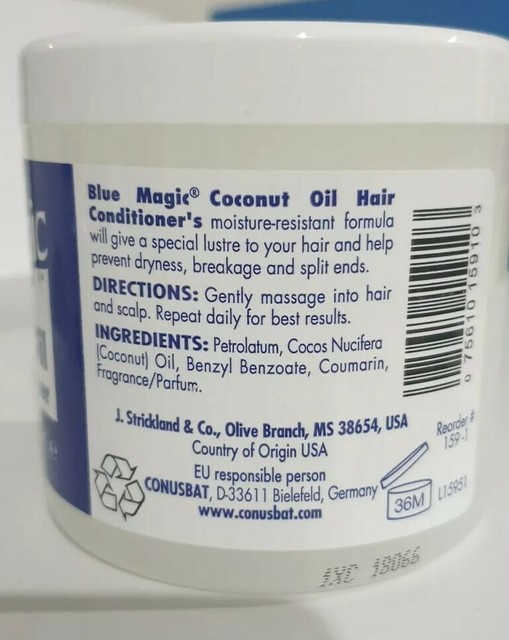 Blue Magic® Coconut Oil Hair
Conditioner's moisture-resistant formula
will give a special lustre to your hair and help
prevent dryness, breakage and split ends.
DIRECTIONS: Gently massage into hair
and scalp. Repeat daily for best results.
INGREDIENTS: Petrolatum, Cocos Nucifera
(Coconut) Oil, Benzyl Benzoate, Coumarin,
Fragrance/Parfum.
J. Strickland & Co., Olive Branch, MS 38654, USA
Country of Origin USA
EU responsible person
CONUSBAT, D-33611 Bielefeld, Germany
www.conusbat.com
0 75610 15910 3
Reorder #
159-1
36M
L15951
1XC 18066